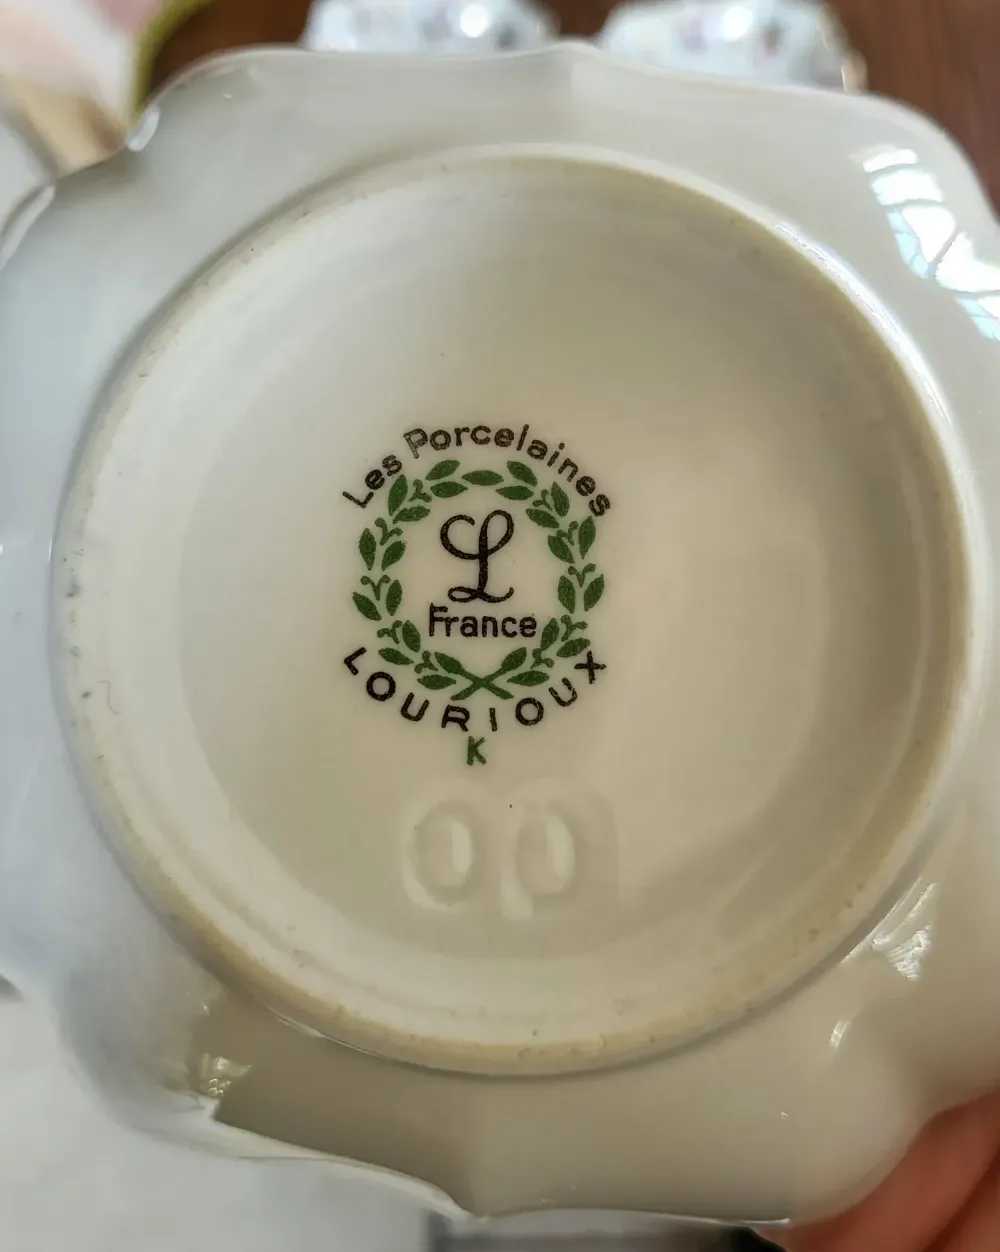 Les Porcelaines
L
France
LOURIOUX
K